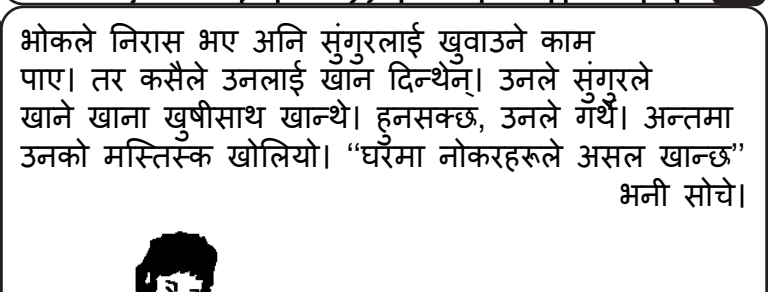 भोकले निरास भए अनि सुंगुरलाई खुवाउने काम
पाए। तर कसैले उनलाई खान दिन्थेन्। उनले सुंगुरले
खाने खाना खुषीसाथ खान्थे। हुनसक्छ, उनले गर्थे। अन्तमा
उनको मस्तिस्क खोलियो। “घरमा नोकरहरूले असल खान्छ”
भनी सोचे।